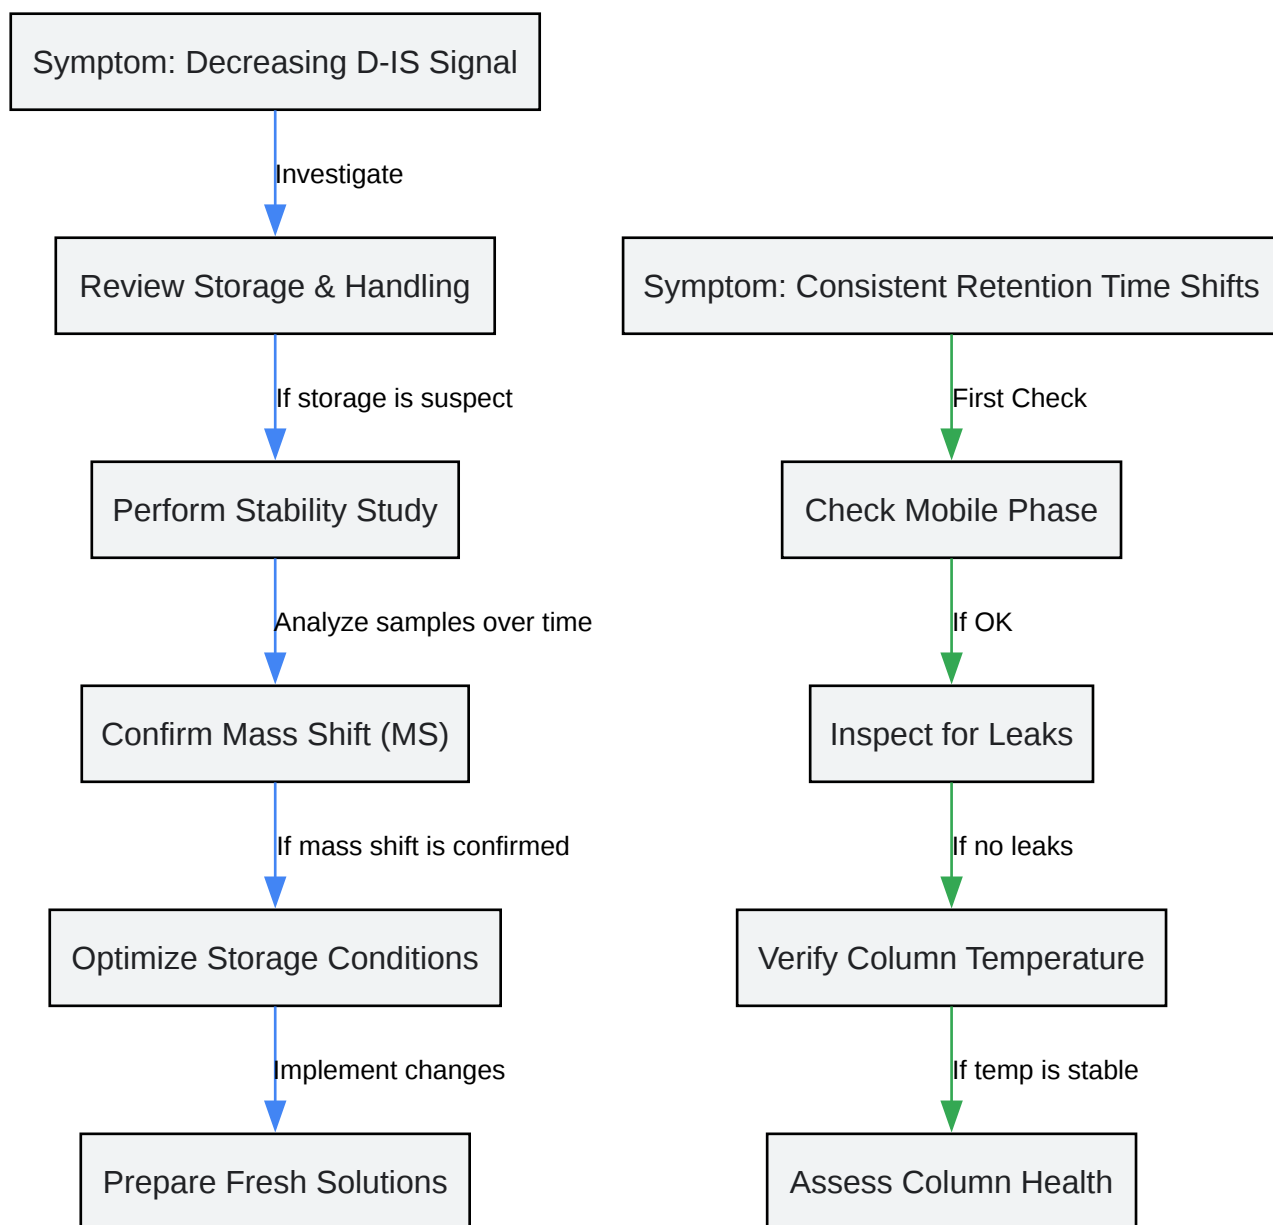 Symptom: Decreasing D-IS Signal
Investigate
Review Storage & Handling
If storage is suspect
Perform Stability Study
Analyze samples over time
Confirm Mass Shift (MS)
If mass shift is confirmed
Optimize Storage Conditions
Implement changes
Prepare Fresh Solutions
Symptom: Consistent Retention Time Shifts
First Check
Check Mobile Phase
If OK
Inspect for Leaks
If no leaks
Verify Column Temperature
If temp is stable
Assess Column Health